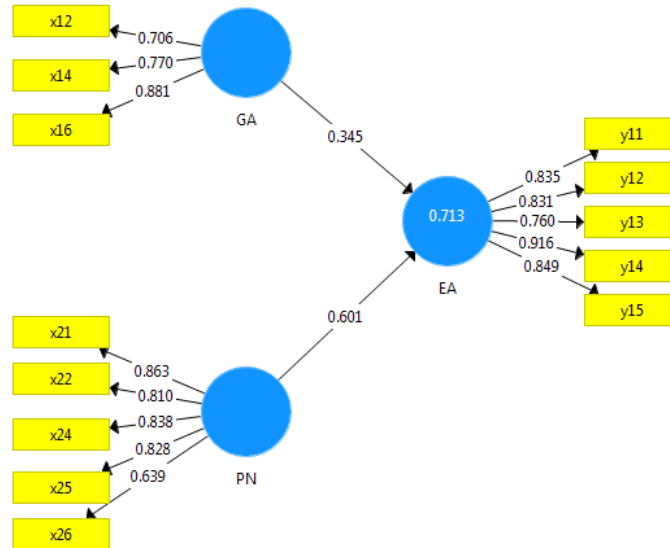 x12
0.706
x14
0.770
0.881
x16
GA
0.345
y11
0.835
y12
0.831
0.713
0.760
y13
0.916
y14
0.849
EA
y15
0.601
x21
0.863
x22
0.810
0.838
x24
0.828
0.639
x25
PN
x26